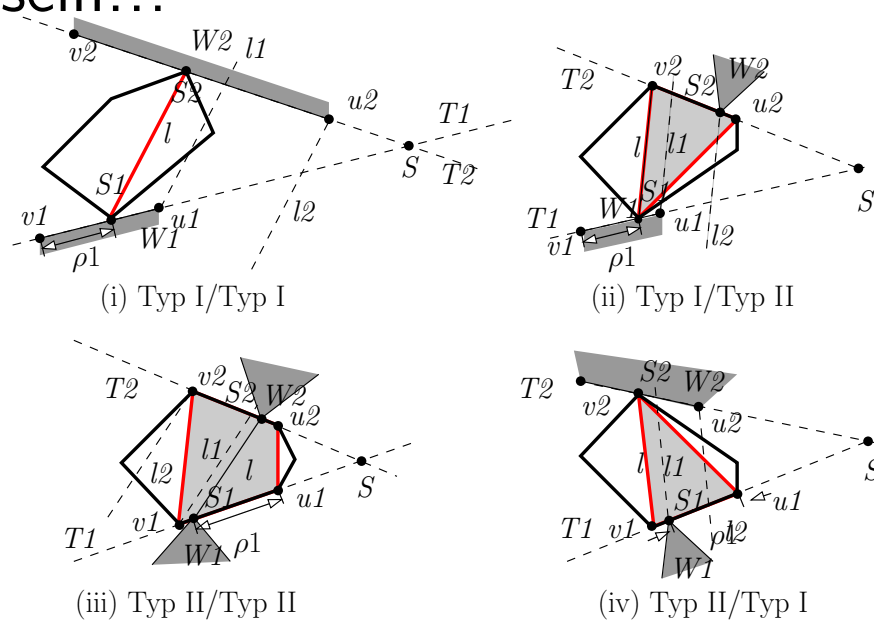 sein...
v2 W2 l1 S2 u2 T1
l S T2
S1
v1 u1 l2
W1
ρ1
(i) Typ I/Typ I
T2 v2 S2 W2 u2
l l1
S1 S
T1 W1 u1
v1 l2
ρ1
(ii) Typ I/Typ II
T2 v2 S2 W2
u2
l1
l2 l
S1 S
v1 u1
T1
W1 ρ1
(iii) Typ II/Typ II
S2
T2 W2
v2 u2
l l1 S
S1 u1
T1 v1
ρ1 l2
W1
(iv) Typ II/Typ I